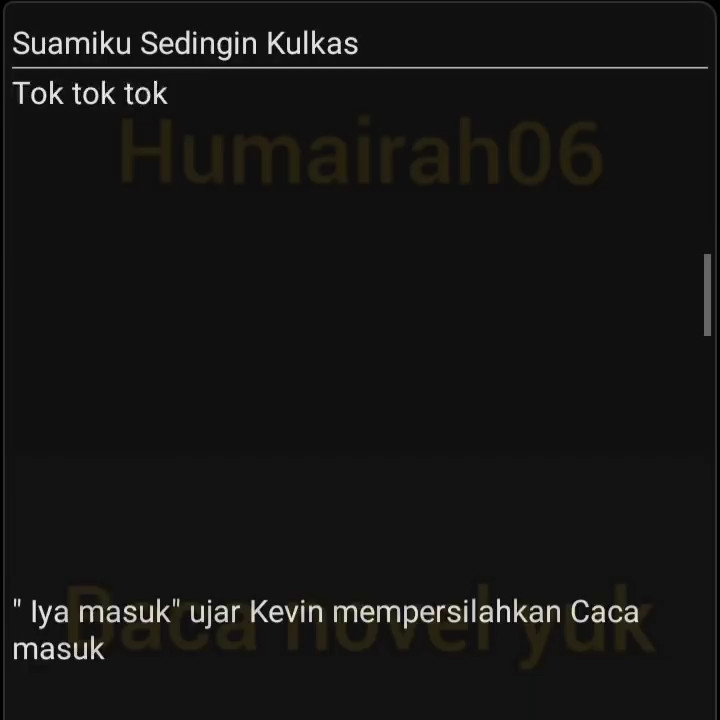 Suamiku Sedingin Kulkas
Tok tok tok
Humairah06
" Iya masuk" ujar Kevin mempersilahkan Caca
masuk
Baca novel yuk